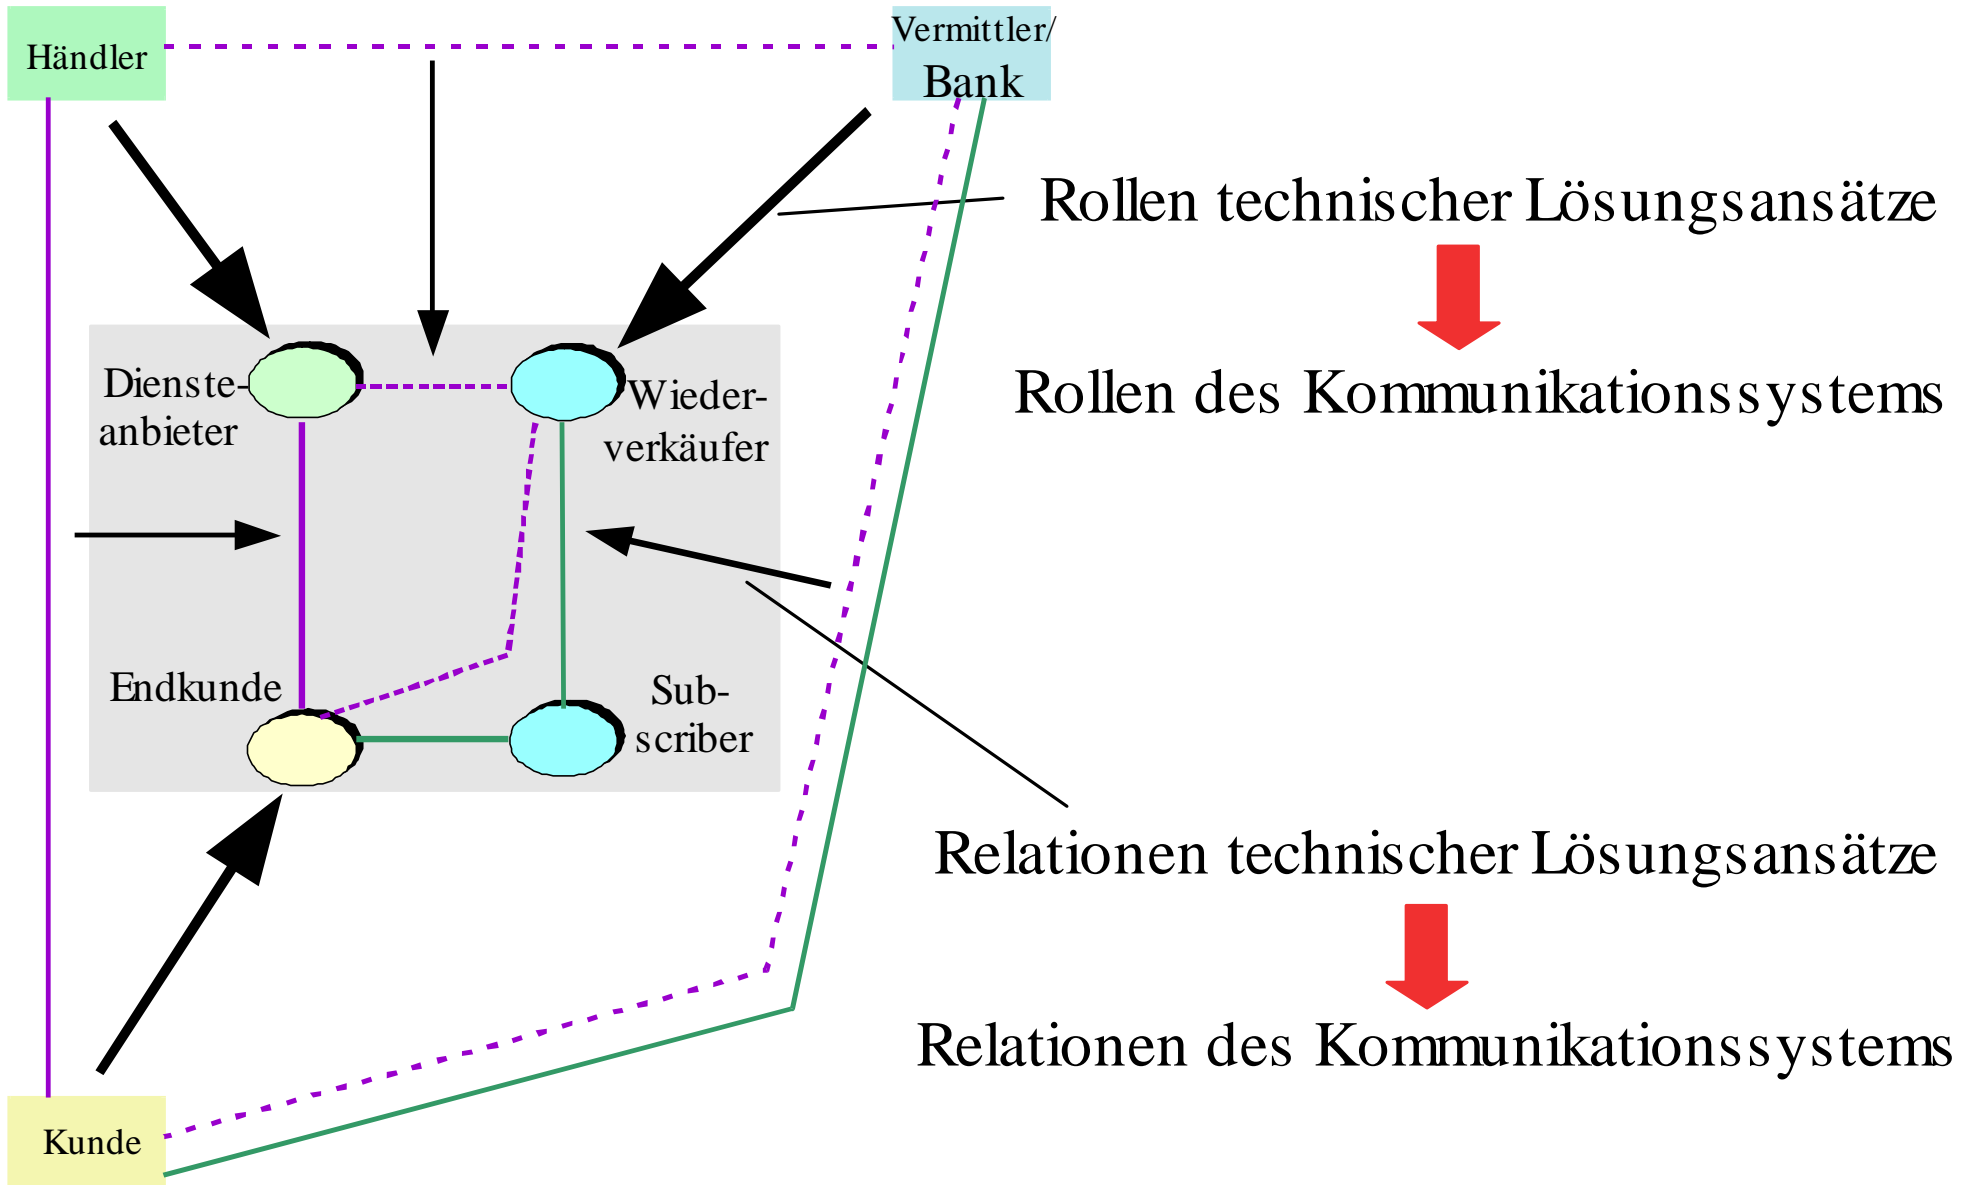 Händler
Vermittler/
Bank
Rollen technischer Lösungsansätze
Rollen des Kommunikationssystems
Dienste-
anbieter
Wieder-
verkäufer
Endkunde
Sub-
scriber
Relationen technischer Lösungsansätze
Relationen des Kommunikationssystems
Kunde